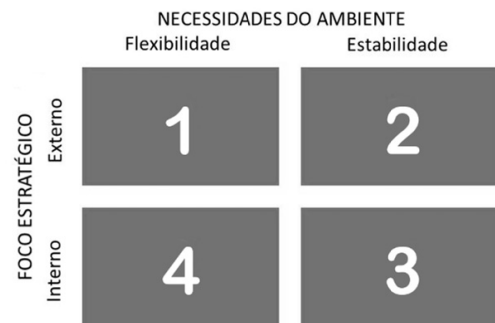 NECESSIDADES DO AMBIENTE
Flexibilidade Estabilidade
FOCO ESTRATÉGICO
Externo
1 2
Interno
4 3